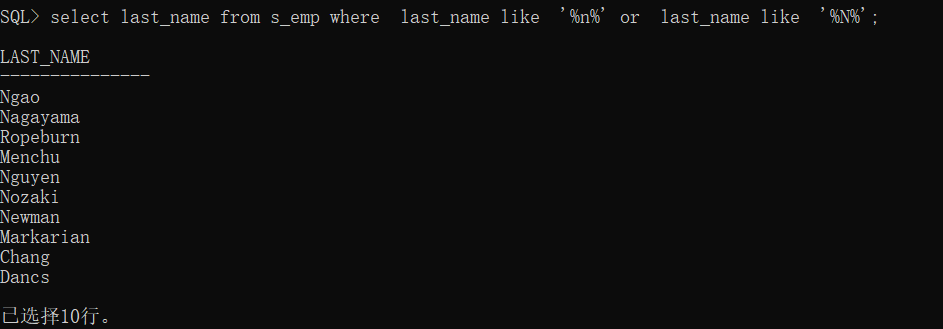 SQL> select last_name from s_emp where  last_name like  '%n%' or  last_name like  '%N%';
LAST_NAME
---------------
Ngao
Nagayama
Ropeburn
Menchu
Nguyen
Nozaki
Newman
Markarian
Chang
Dancs
已选择10行。